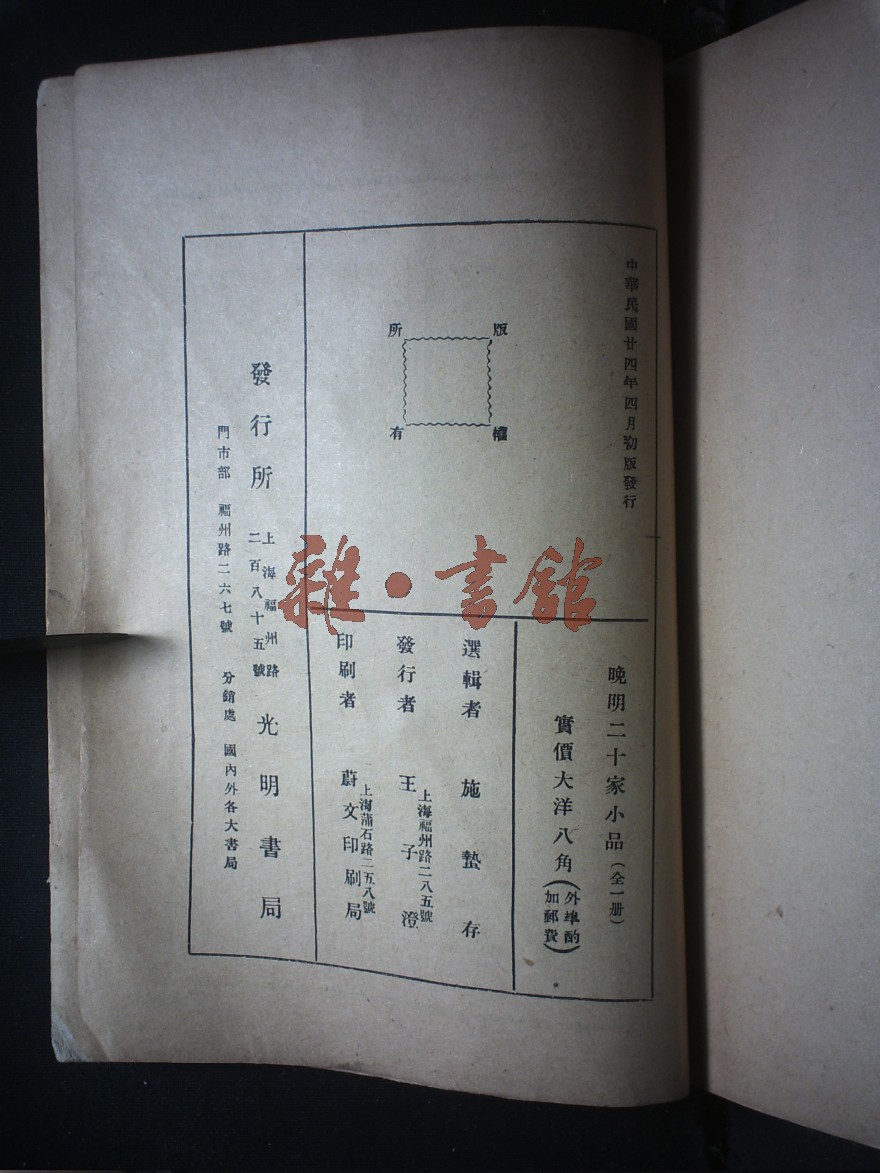 中華民國廿四年四月初版發行
版權所有
晚明二十家小品（全一册）
實價大洋八角（外埠酌加郵費）
選輯者 施蟄存
發行者 王子澄
上海福州路二八五號
印刷者 蔚文印刷局
上海蒲石路二五八號
發行所 上海福州路二百八十五號 光明書局
門市部 福州路二六七號 分銷處 國內外各大書局
雜·書館